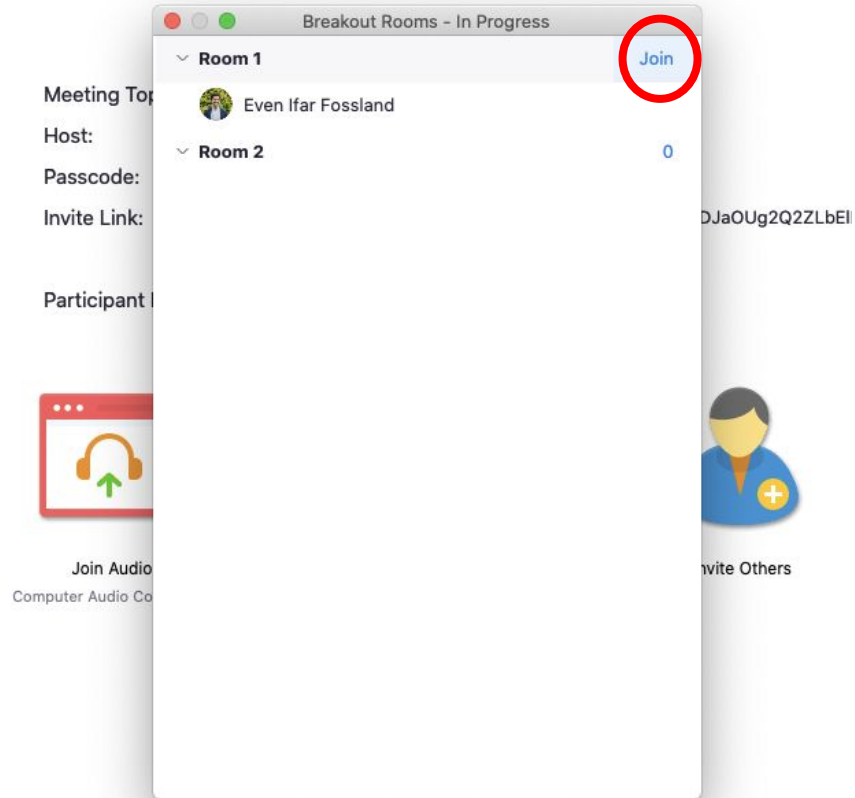 Breakout Rooms - In Progress
Room 1 Join
Meeting Top
Even Ifar Fossland
Host:
Room 2 0
Passcode:
Invite Link: DJaOUg2Q2ZLbEI
Participant
Join Audio
nvite Others
Computer Audio Co